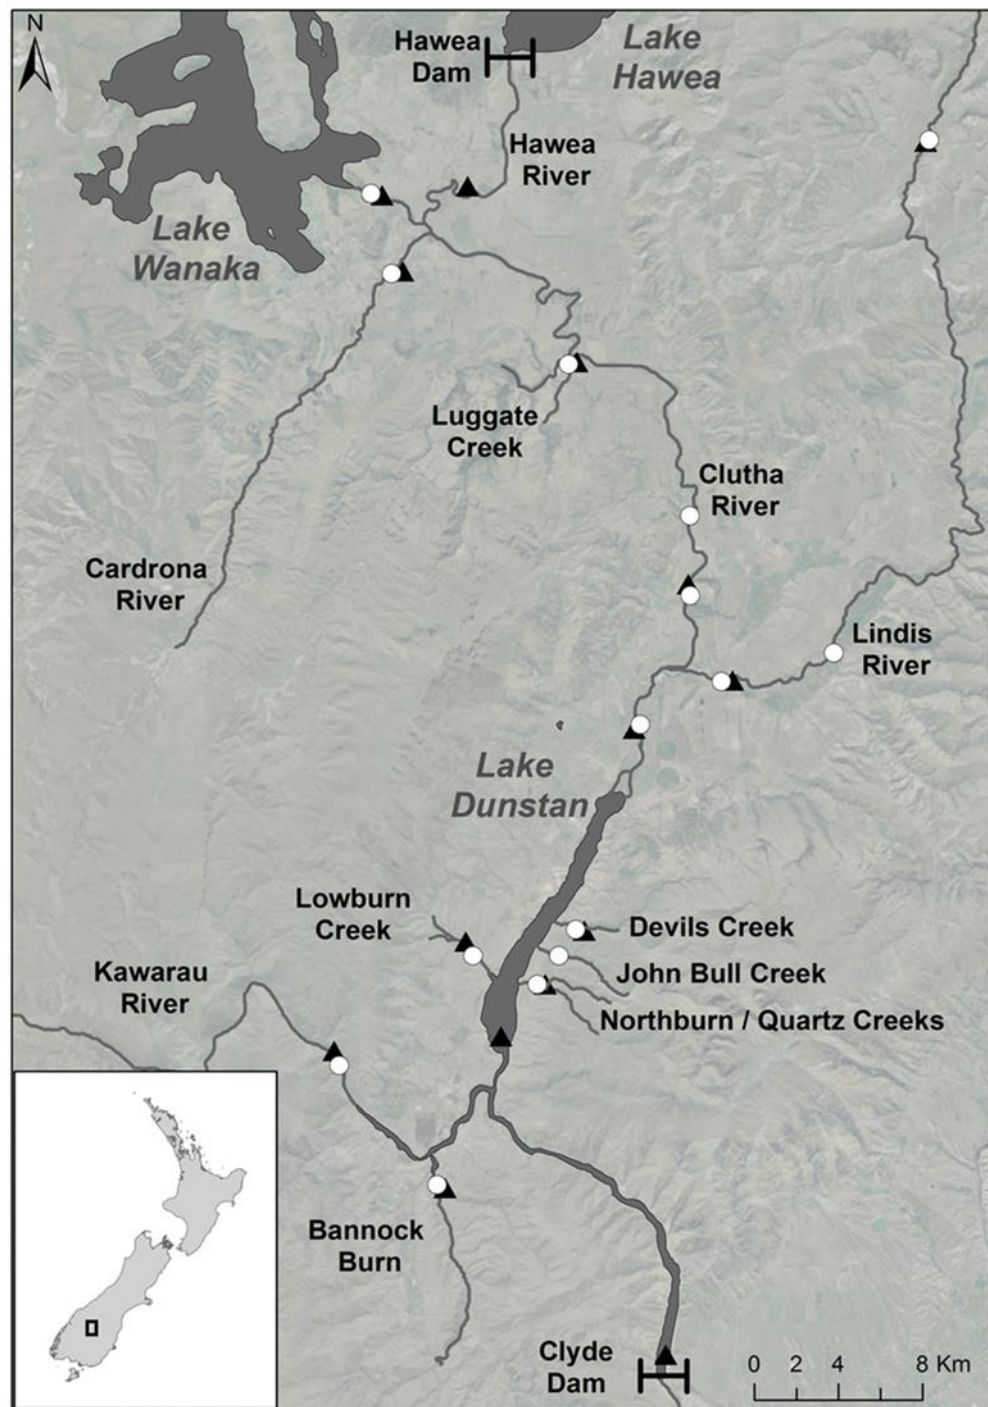 N
Hawea
Dam
Lake
Hawea
Hawea
River
Lake
Wanaka
Luggate
Creek
Clutha
River
Cardrona
River
Lindis
River
Lake
Dunstan
Lowburn
Creek
Devils Creek
Kawarau
River
John Bull Creek
Northburn / Quartz Creeks
Bannock
Burn
Clyde
Dam
0 2 4 8 Km